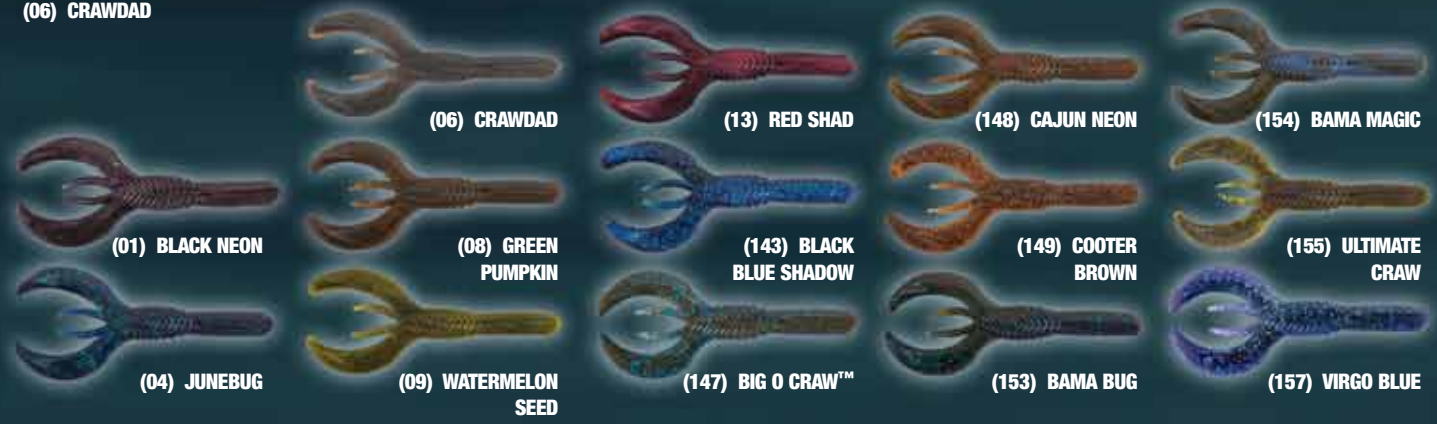 (06) CRAWDAD
(06) CRAWDAD
(13) RED SHAD
(148) CAJUN NEON
(154) BAMA MAGIC
(01) BLACK NEON
(08) GREEN
PUMPKIN
(143) BLACK
BLUE SHADOW
(149) COOTER
BROWN
(155) ULTIMATE
CRAW
(04) JUNEBUG
(09) WATERMELON
SEED
(147) BIG O CRAW™
(153) BAMA BUG
(157) VIRGO BLUE